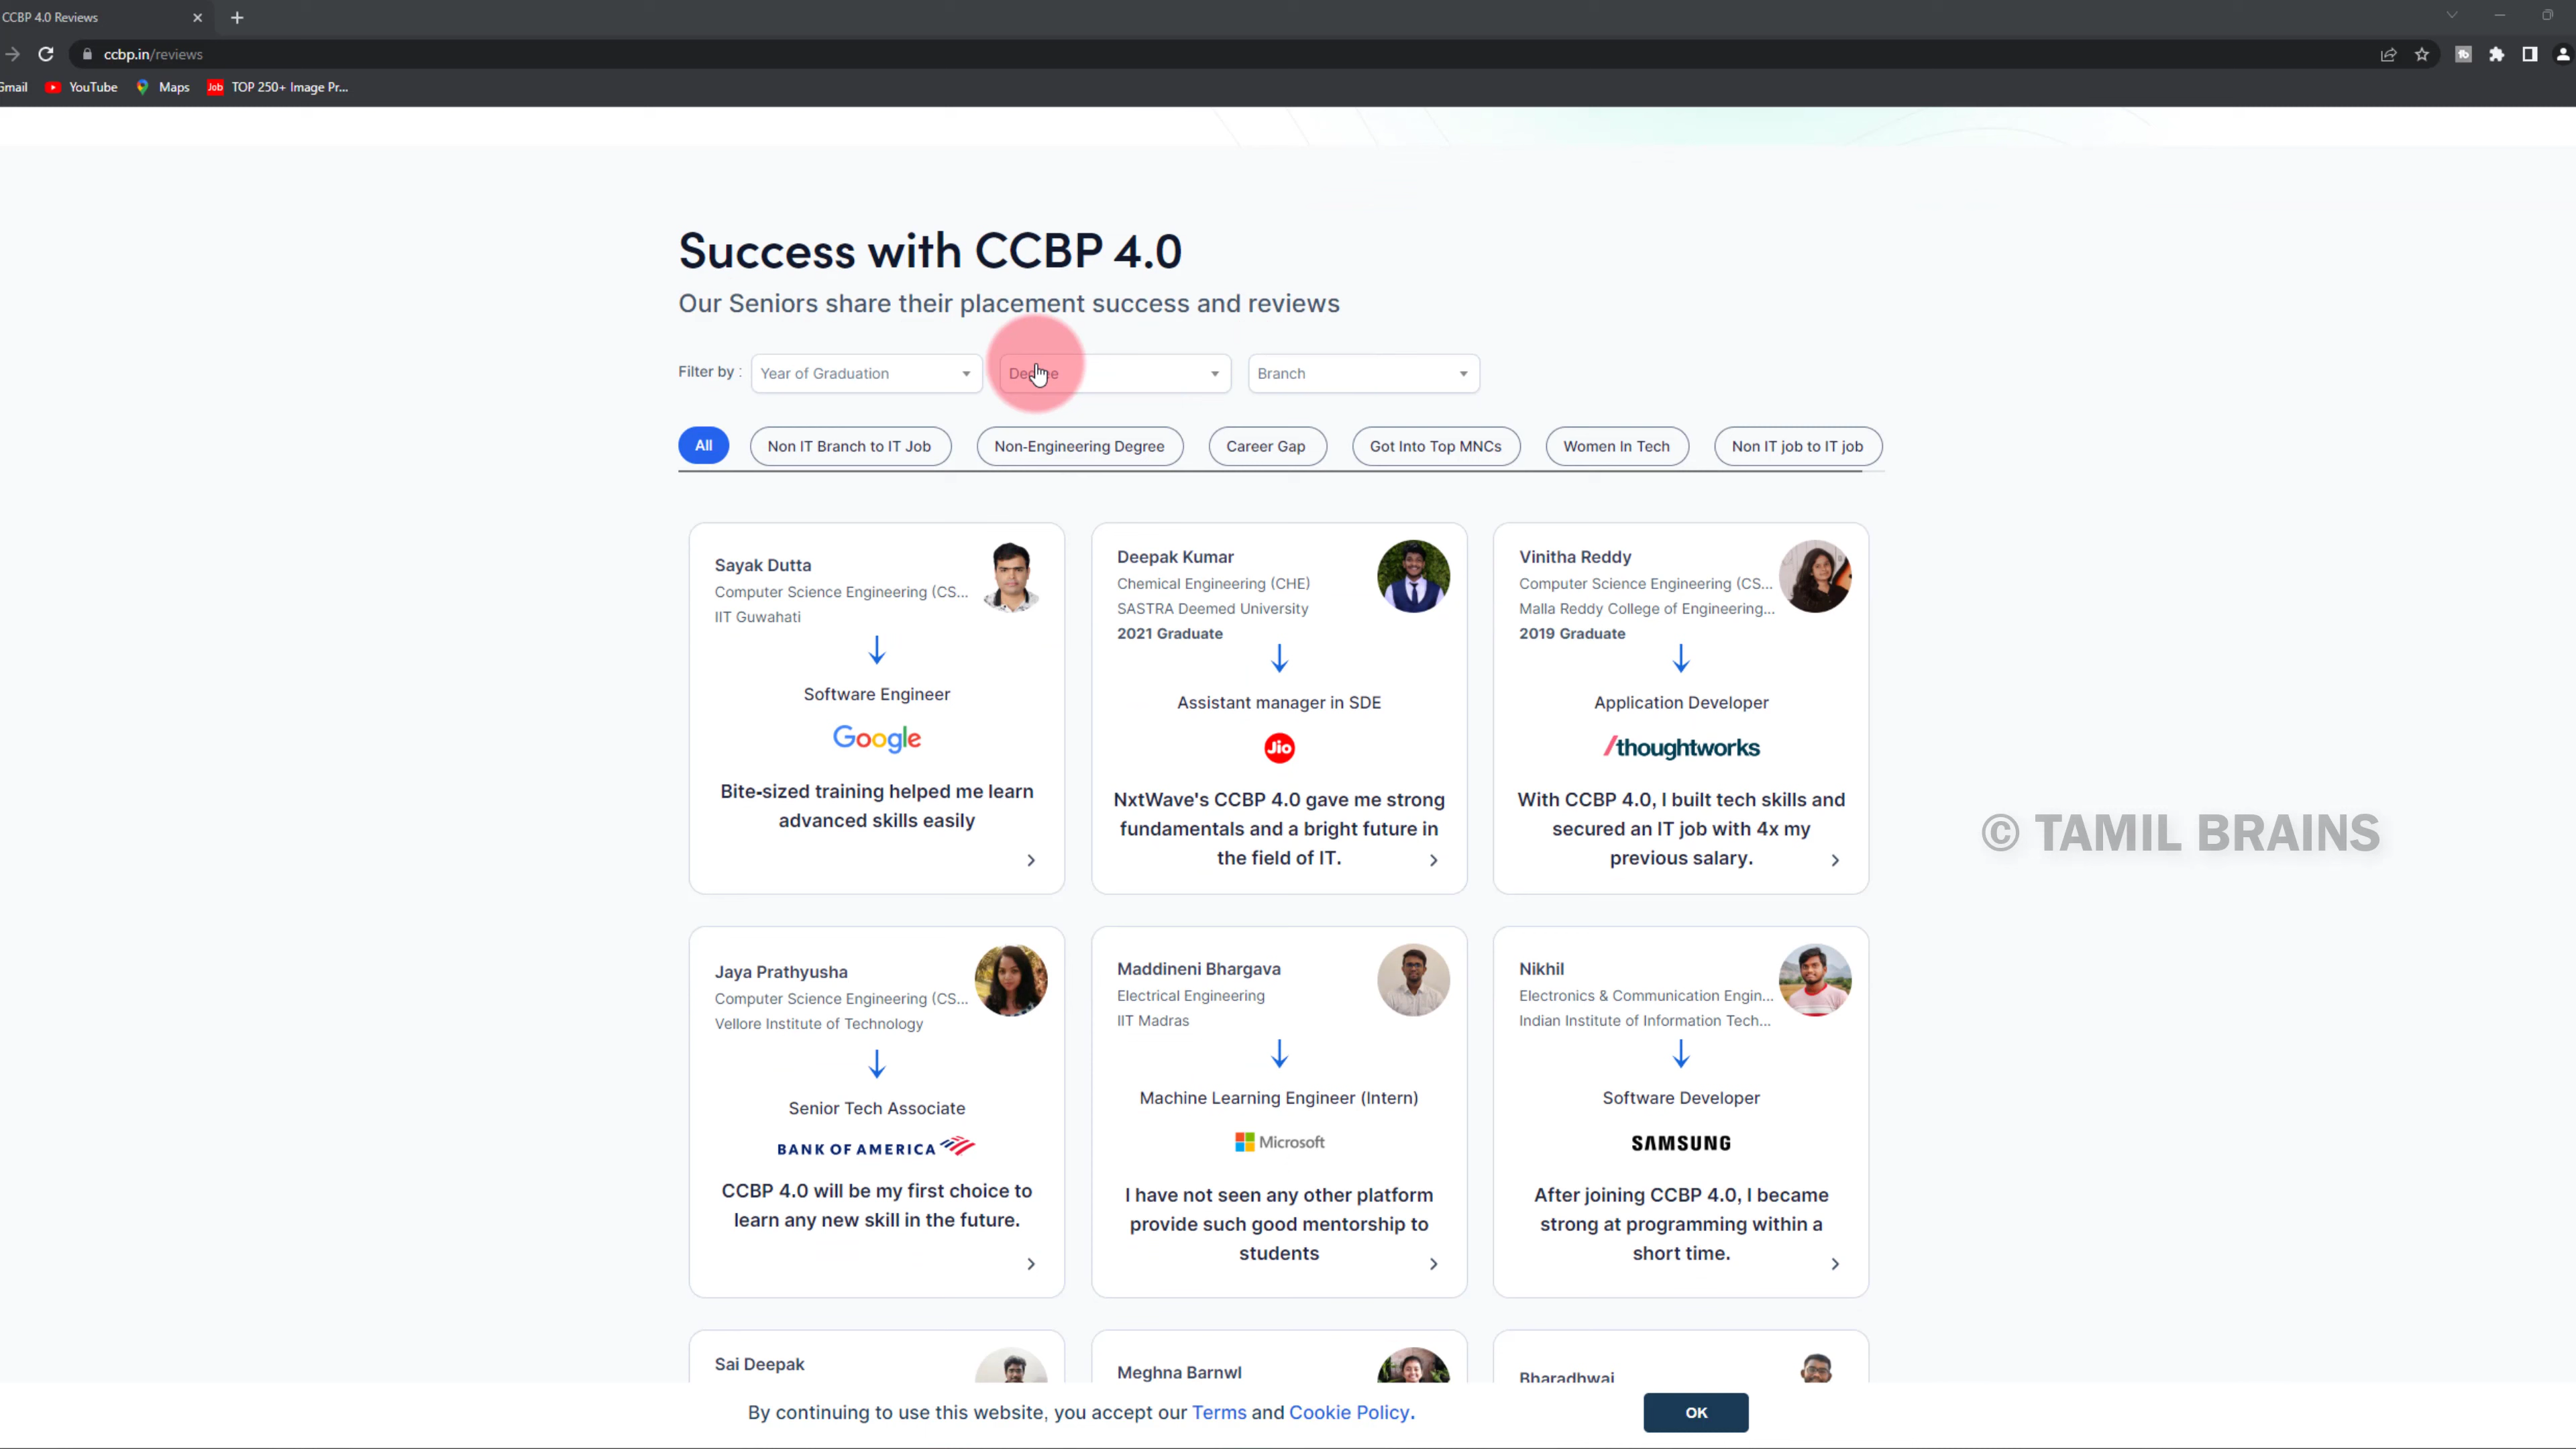 CCBP 4.0 Reviews
ccbp.in/reviews
Gmail YouTube Maps Job TOP 250+ Image Pr...
Success with CCBP 4.0
Our Seniors share their placement success and reviews
Filter by : Year of Graduation Degree Branch
All Non IT Branch to IT Job Non-Engineering Degree Career Gap Got Into Top MNCs Women In Tech Non IT job to IT job
Sayak Dutta
Computer Science Engineering (CS...
IIT Guwahati
Software Engineer
Google
Bite-sized training helped me learn
advanced skills easily
Deepak Kumar
Chemical Engineering (CHE)
SASTRA Deemed University
2021 Graduate
Assistant manager in SDE
Jio
NxtWave's CCBP 4.0 gave me strong
fundamentals and a bright future in
the field of IT.
Vinitha Reddy
Computer Science Engineering (CS...
Malla Reddy College of Engineering...
2019 Graduate
Application Developer
/thoughtworks
With CCBP 4.0, I built tech skills and
secured an IT job with 4x my
previous salary.
© TAMIL BRAINS
Jaya Prathyusha
Computer Science Engineering (CS...
Vellore Institute of Technology
Senior Tech Associate
BANK OF AMERICA
CCBP 4.0 will be my first choice to
learn any new skill in the future.
Maddineni Bhargava
Electrical Engineering
IIT Madras
Machine Learning Engineer (Intern)
Microsoft
I have not seen any other platform
provide such good mentorship to
students
Nikhil
Electronics & Communication Engin...
Indian Institute of Information Tech...
Software Developer
SAMSUNG
After joining CCBP 4.0, I became
strong at programming within a
short time.
Sai Deepak
Meghna Barnwl
Bharadhwaj
By continuing to use this website, you accept our Terms and Cookie Policy.
OK